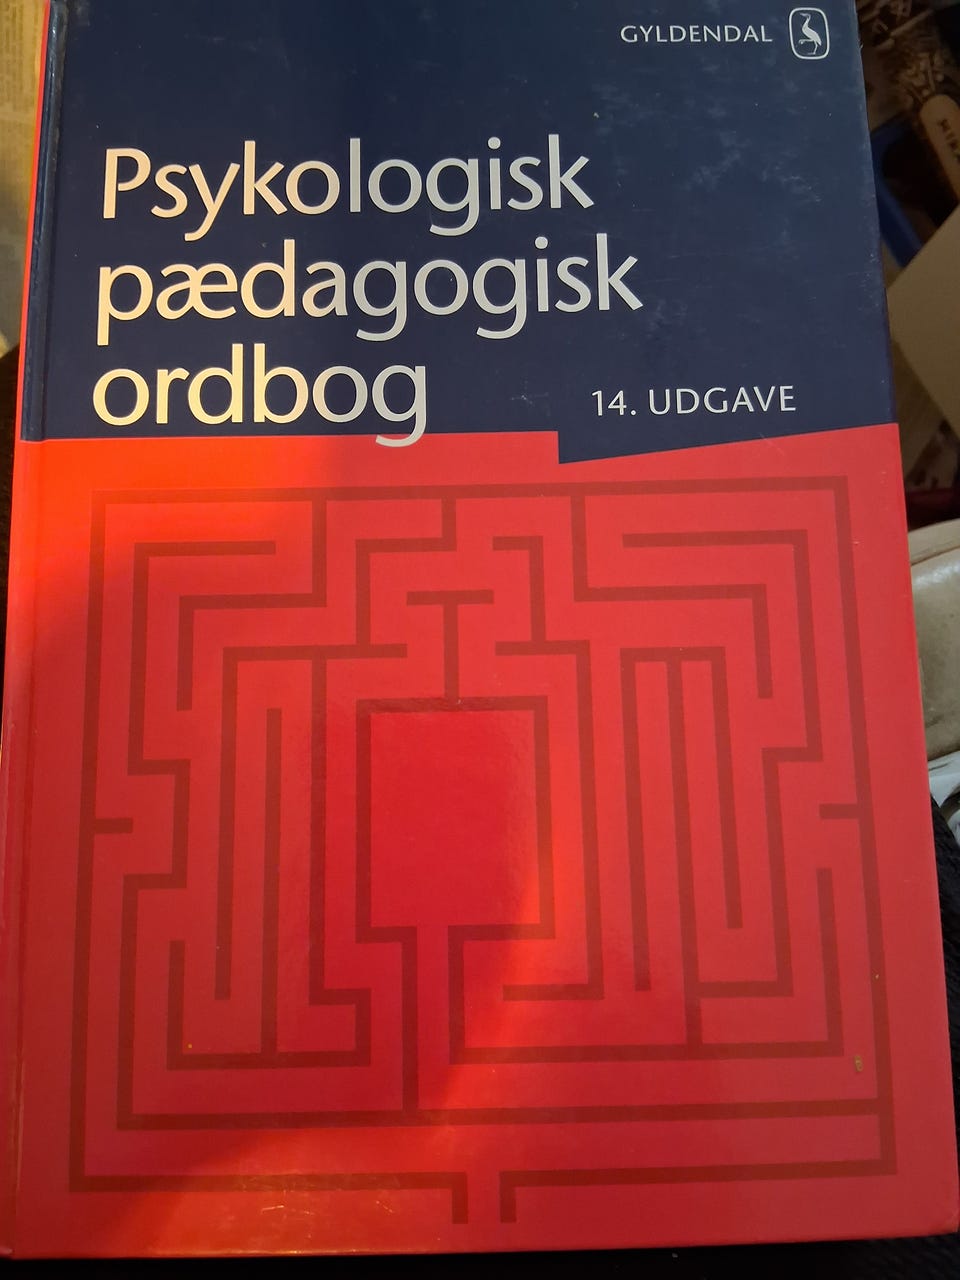 GYLDENDAL
Psykologisk
pædagogisk
ordbog
14. UDGAVE